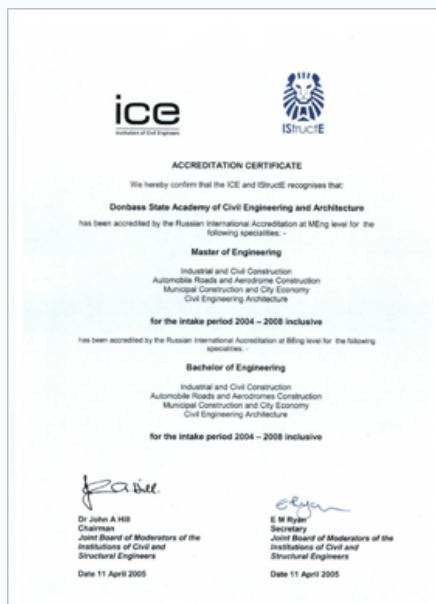 ice
Institution of Civil Engineers
IStructE
ACCREDITATION CERTIFICATE
We hereby confirm that the ICE and IStructE recognises that:
Donbass State Academy of Civil Engineering and Architecture
has been accredited by the Russian International Accreditation at MEng level for the
following specialities: -
Master of Engineering
Industrial and Civil Construction
Automobile Roads and Aerodrome Construction
Municipal Construction and City Economy
Civil Engineering Architecture
for the intake period 2004 – 2008 inclusive
has been accredited by the Russian International Accreditation at BEng level for the following
specialities: -
Bachelor of Engineering
Industrial and Civil Construction
Automobile Roads and Aerodromes Construction
Municipal Construction and City Economy
Civil Engineering Architecture
for the intake period 2004 – 2008 inclusive
Dr John A Hill
Chairman
Joint Board of Moderators of the
Institutions of Civil and
Structural Engineers
Date 11 April 2005
E M Ryan
Secretary
Joint Board of Moderators of the
Institutions of Civil and
Structural Engineers
Date 11 April 2005